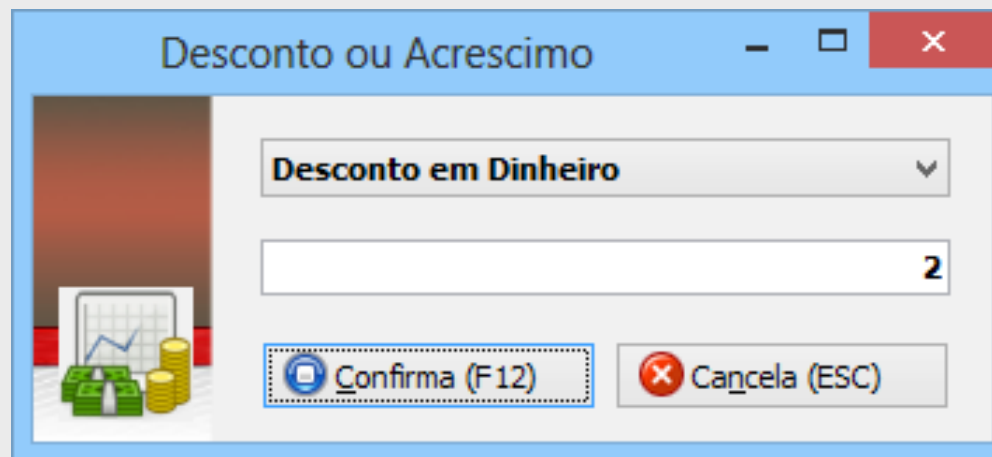 Desconto ou Acrescimo
Desconto em Dinheiro
2
Confirma (F12) Cancela (ESC)